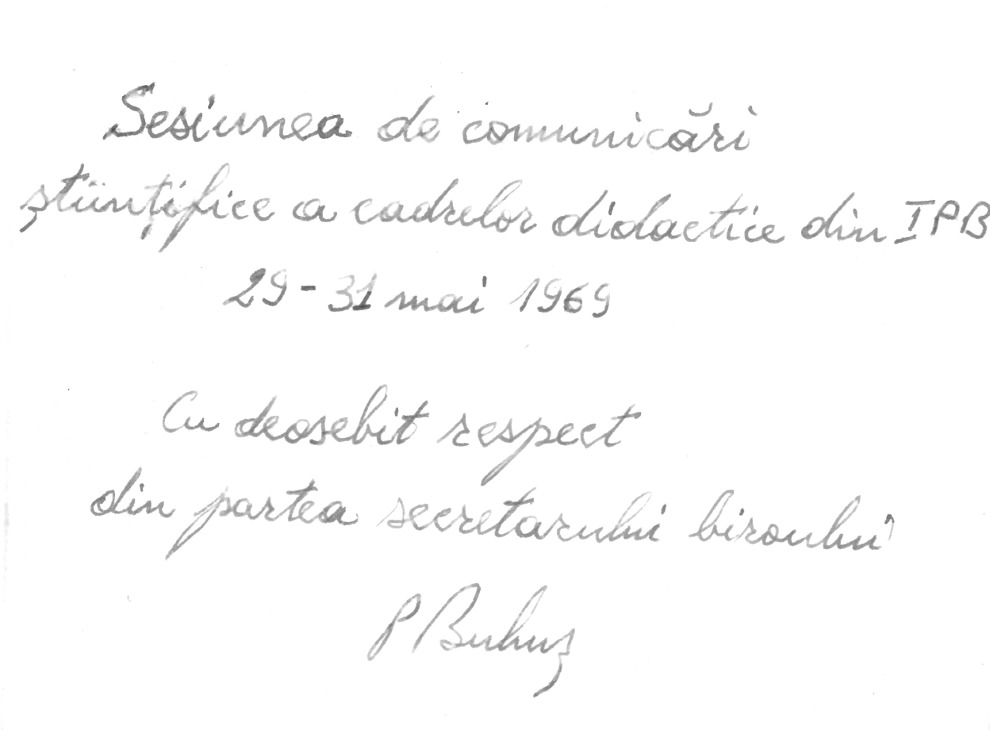 Sesiunea de comunicări
științifice a cadrelor didactice din IPB
29-31 mai 1969
Cu deosebit respect
din partea secretarului biroului
P